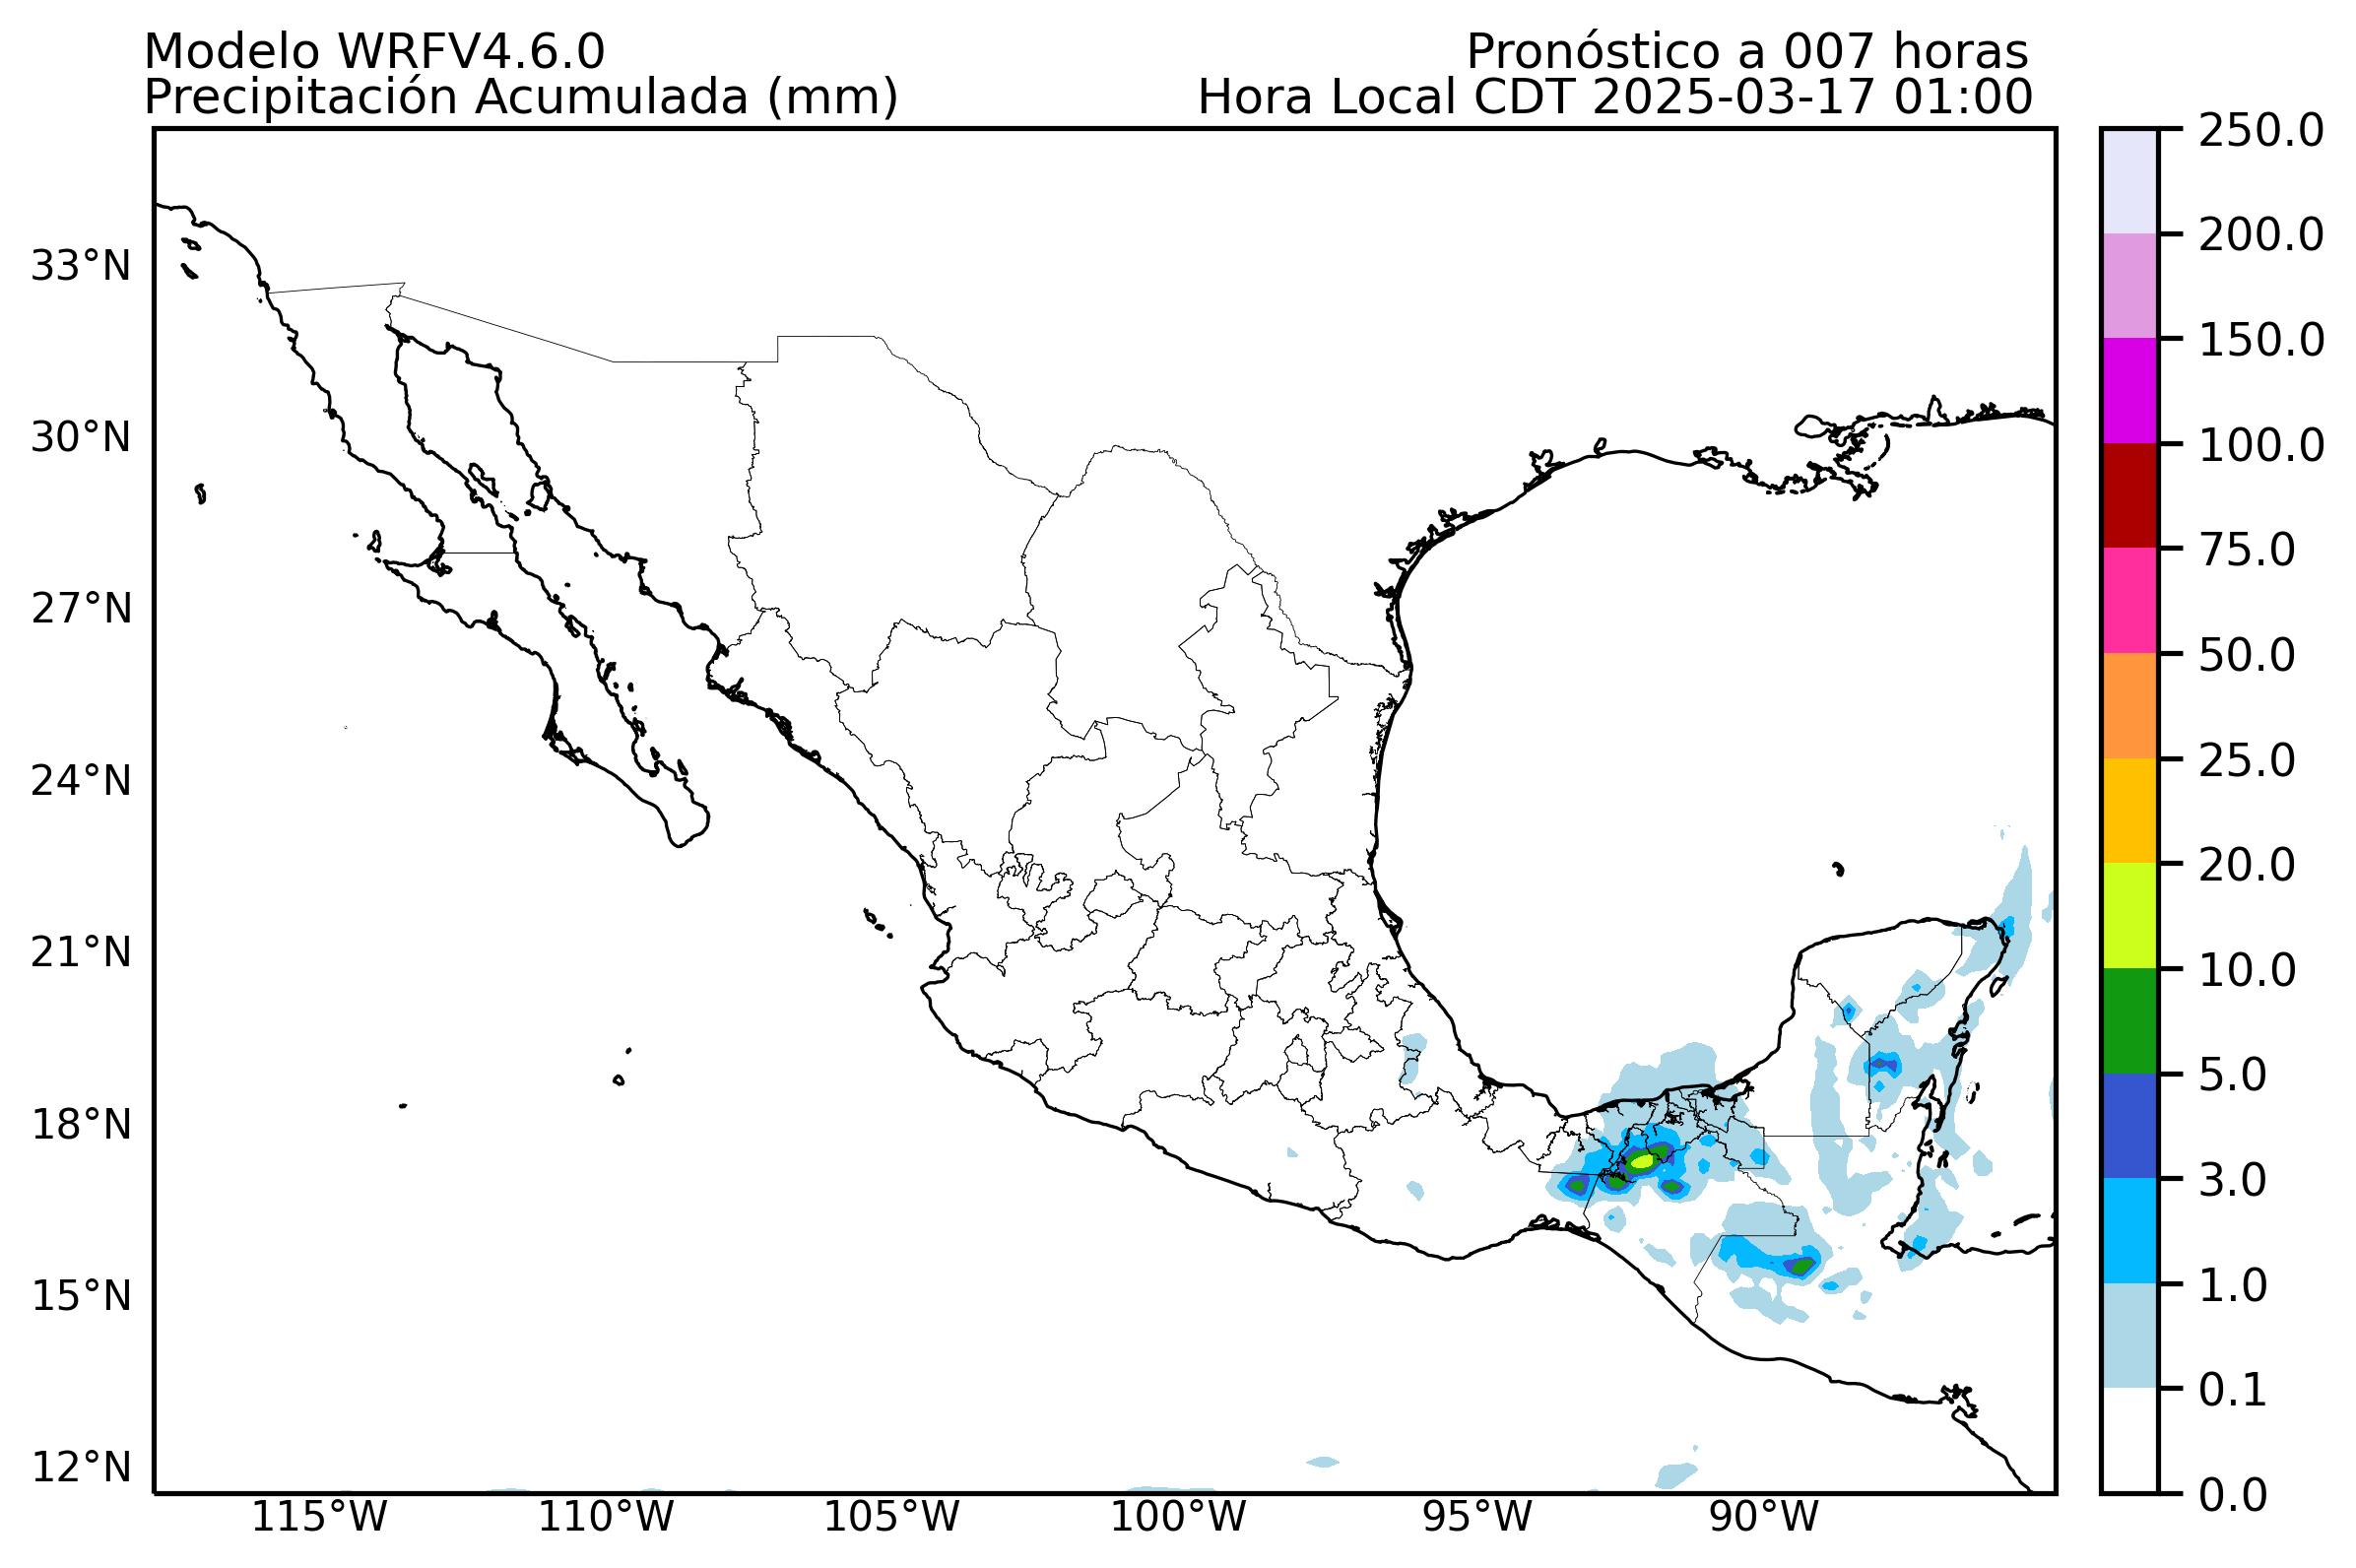 Modelo WRFV4.6.0
Pronóstico a 007 horas
Precipitación Acumulada (mm)
Hora Local CDT 2025-03-17 01:00
33°N
30°N
27°N
24°N
21°N
18°N
15°N
12°N
115°W
110°W
105°W
100°W
95°W
90°W
250.0
200.0
150.0
100.0
75.0
50.0
25.0
20.0
10.0
5.0
3.0
1.0
0.1
0.0